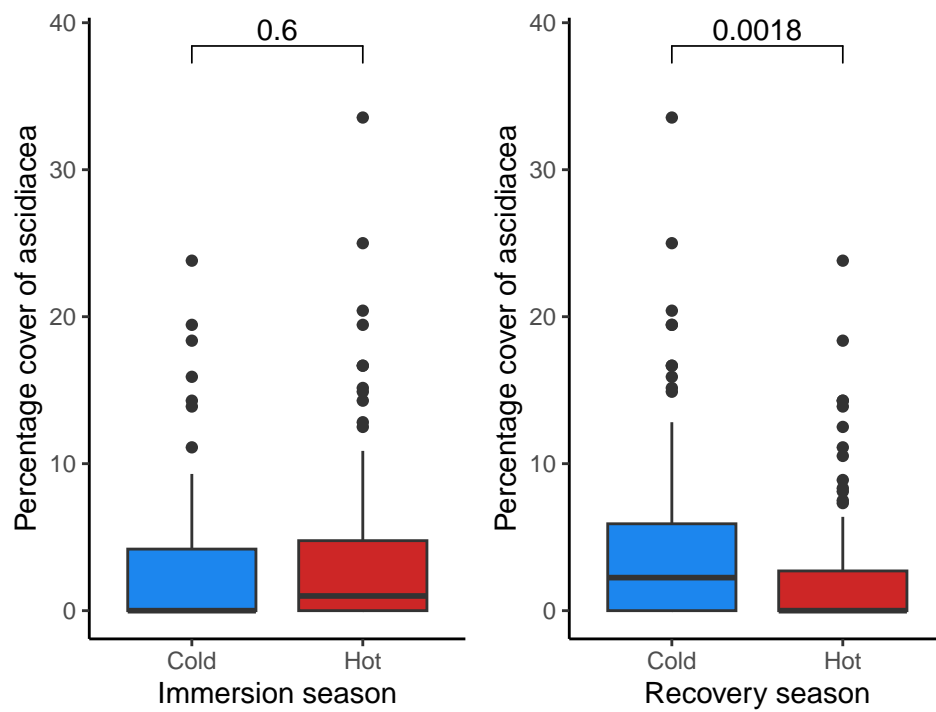 Percentage cover of ascidiacea
40
30
20
10
0
0.6
Cold
Hot
Immersion season
Percentage cover of ascidiacea
40
30
20
10
0
0.0018
Cold
Hot
Recovery season